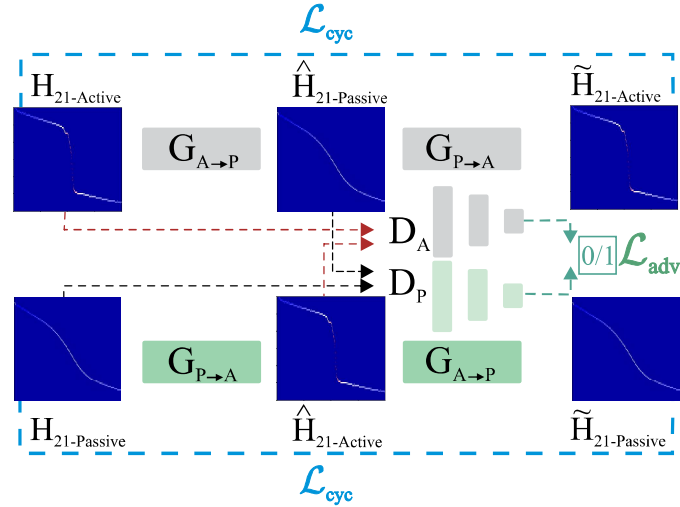 ℒcyc
H21-Active
Ĥ21-Passive
H̃21-Active
GA→P
GP→A
DA
0/1 ℒadv
DP
GP→A
GA→P
H21-Passive
Ĥ21-Active
H̃21-Passive
ℒcyc